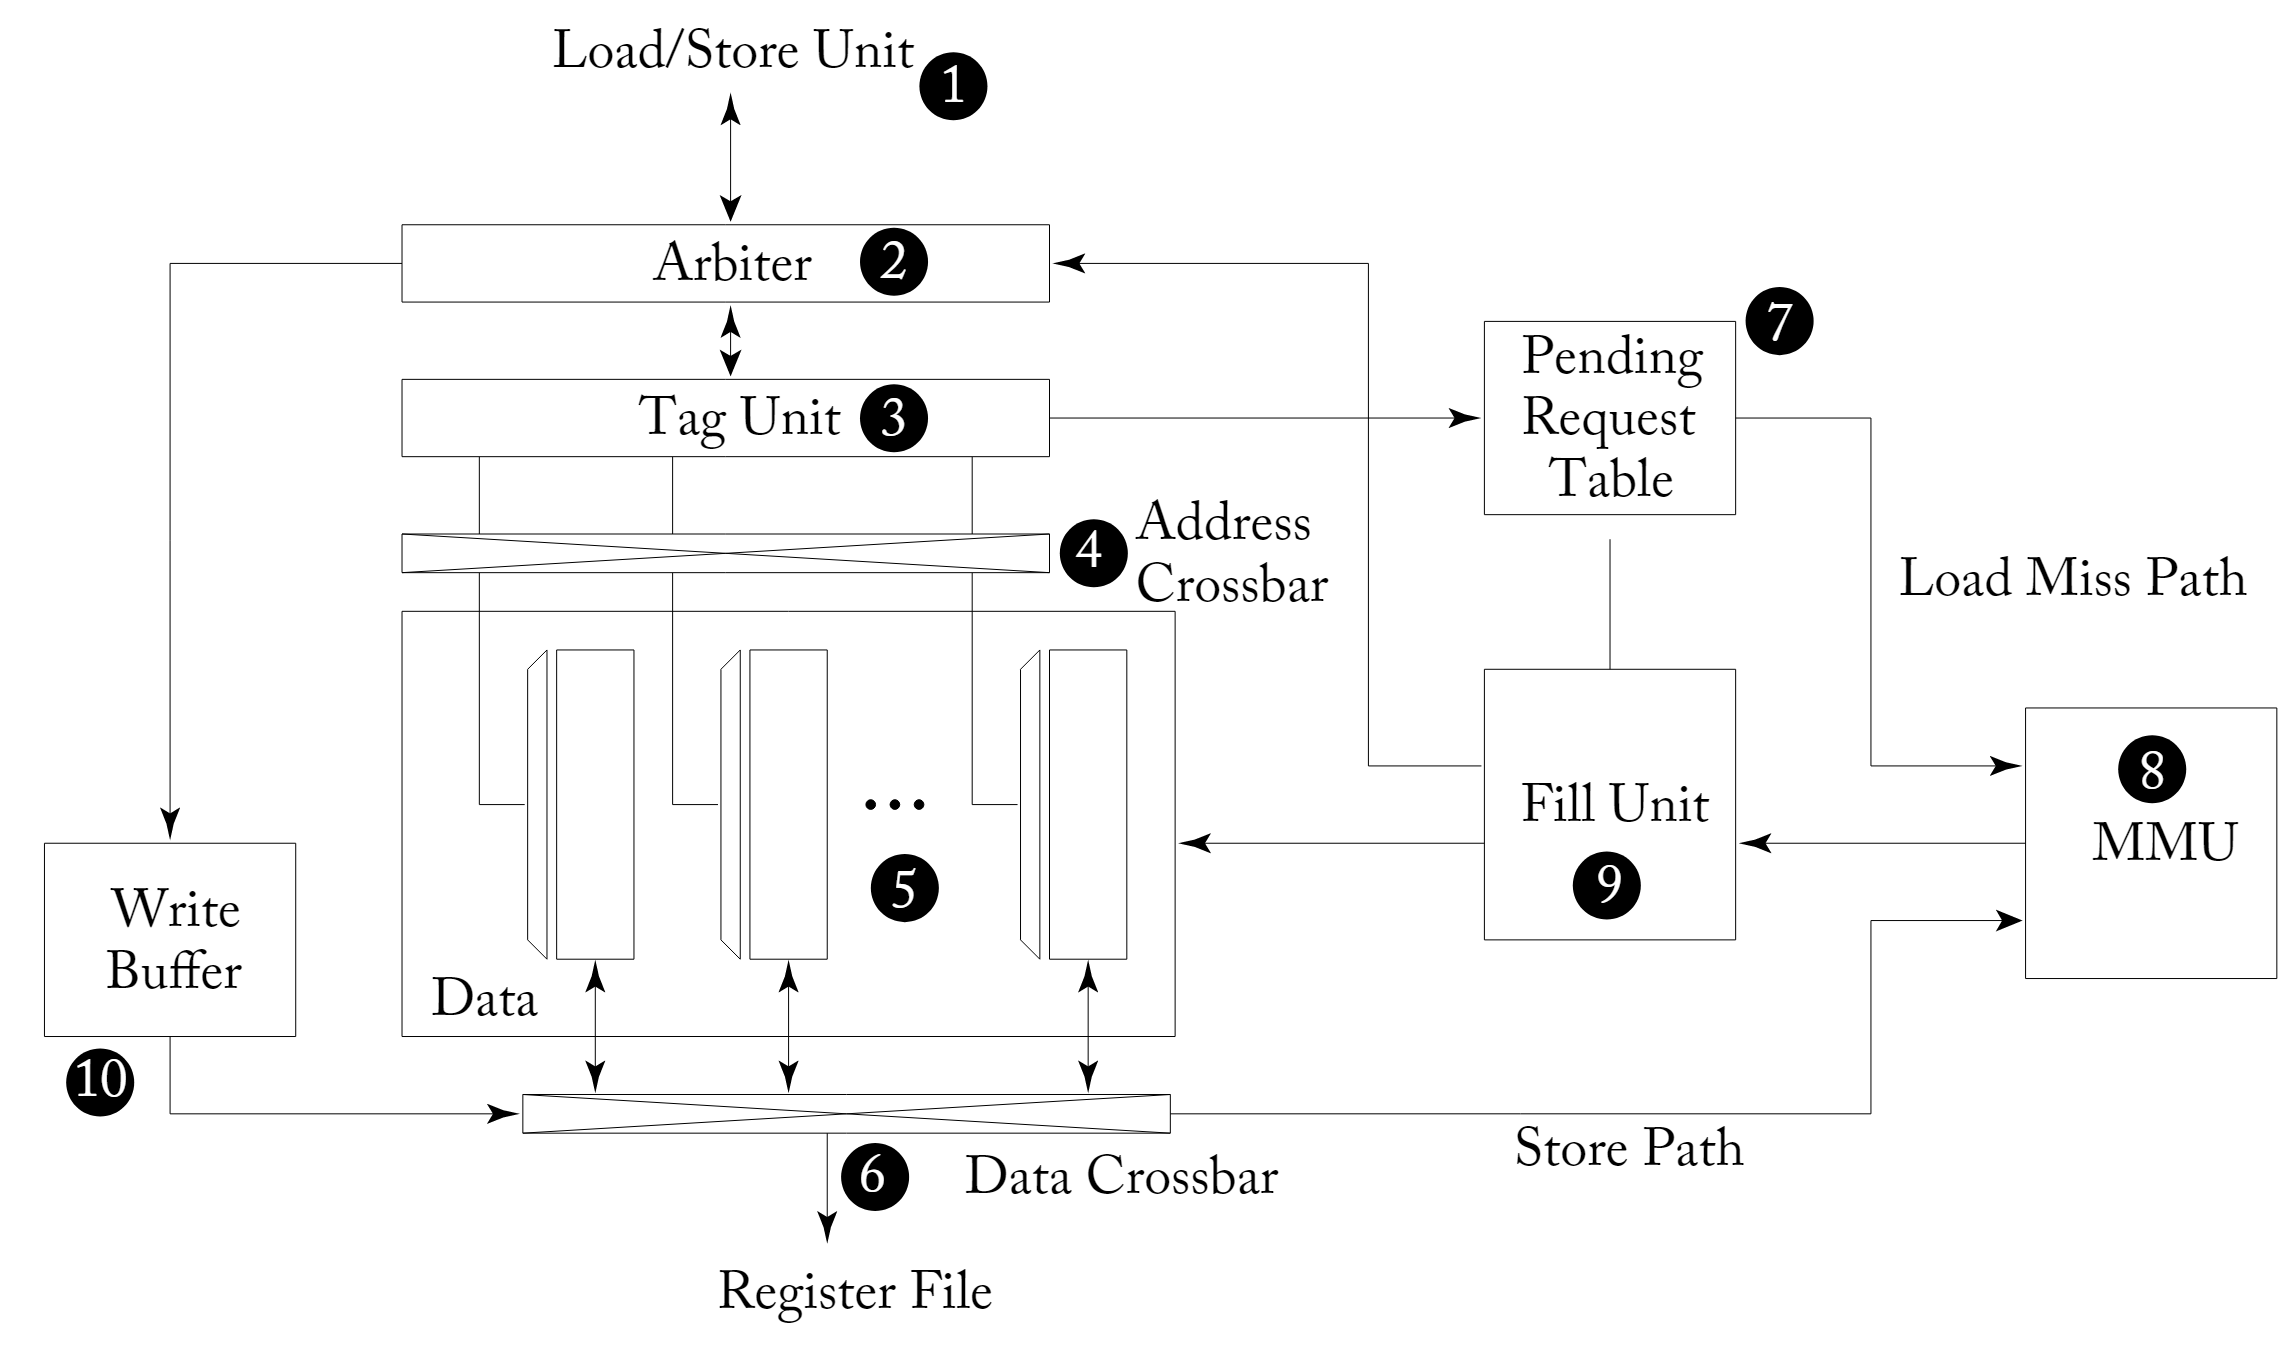 Load/Store Unit
1
Arbiter 2
7
Pending
Request
Table
Tag Unit 3
4
Address
Crossbar
Load Miss Path
8
MMU
Fill Unit
9
...
5
Write
Buffer
10
Data
6
Data Crossbar
Store Path
Register File